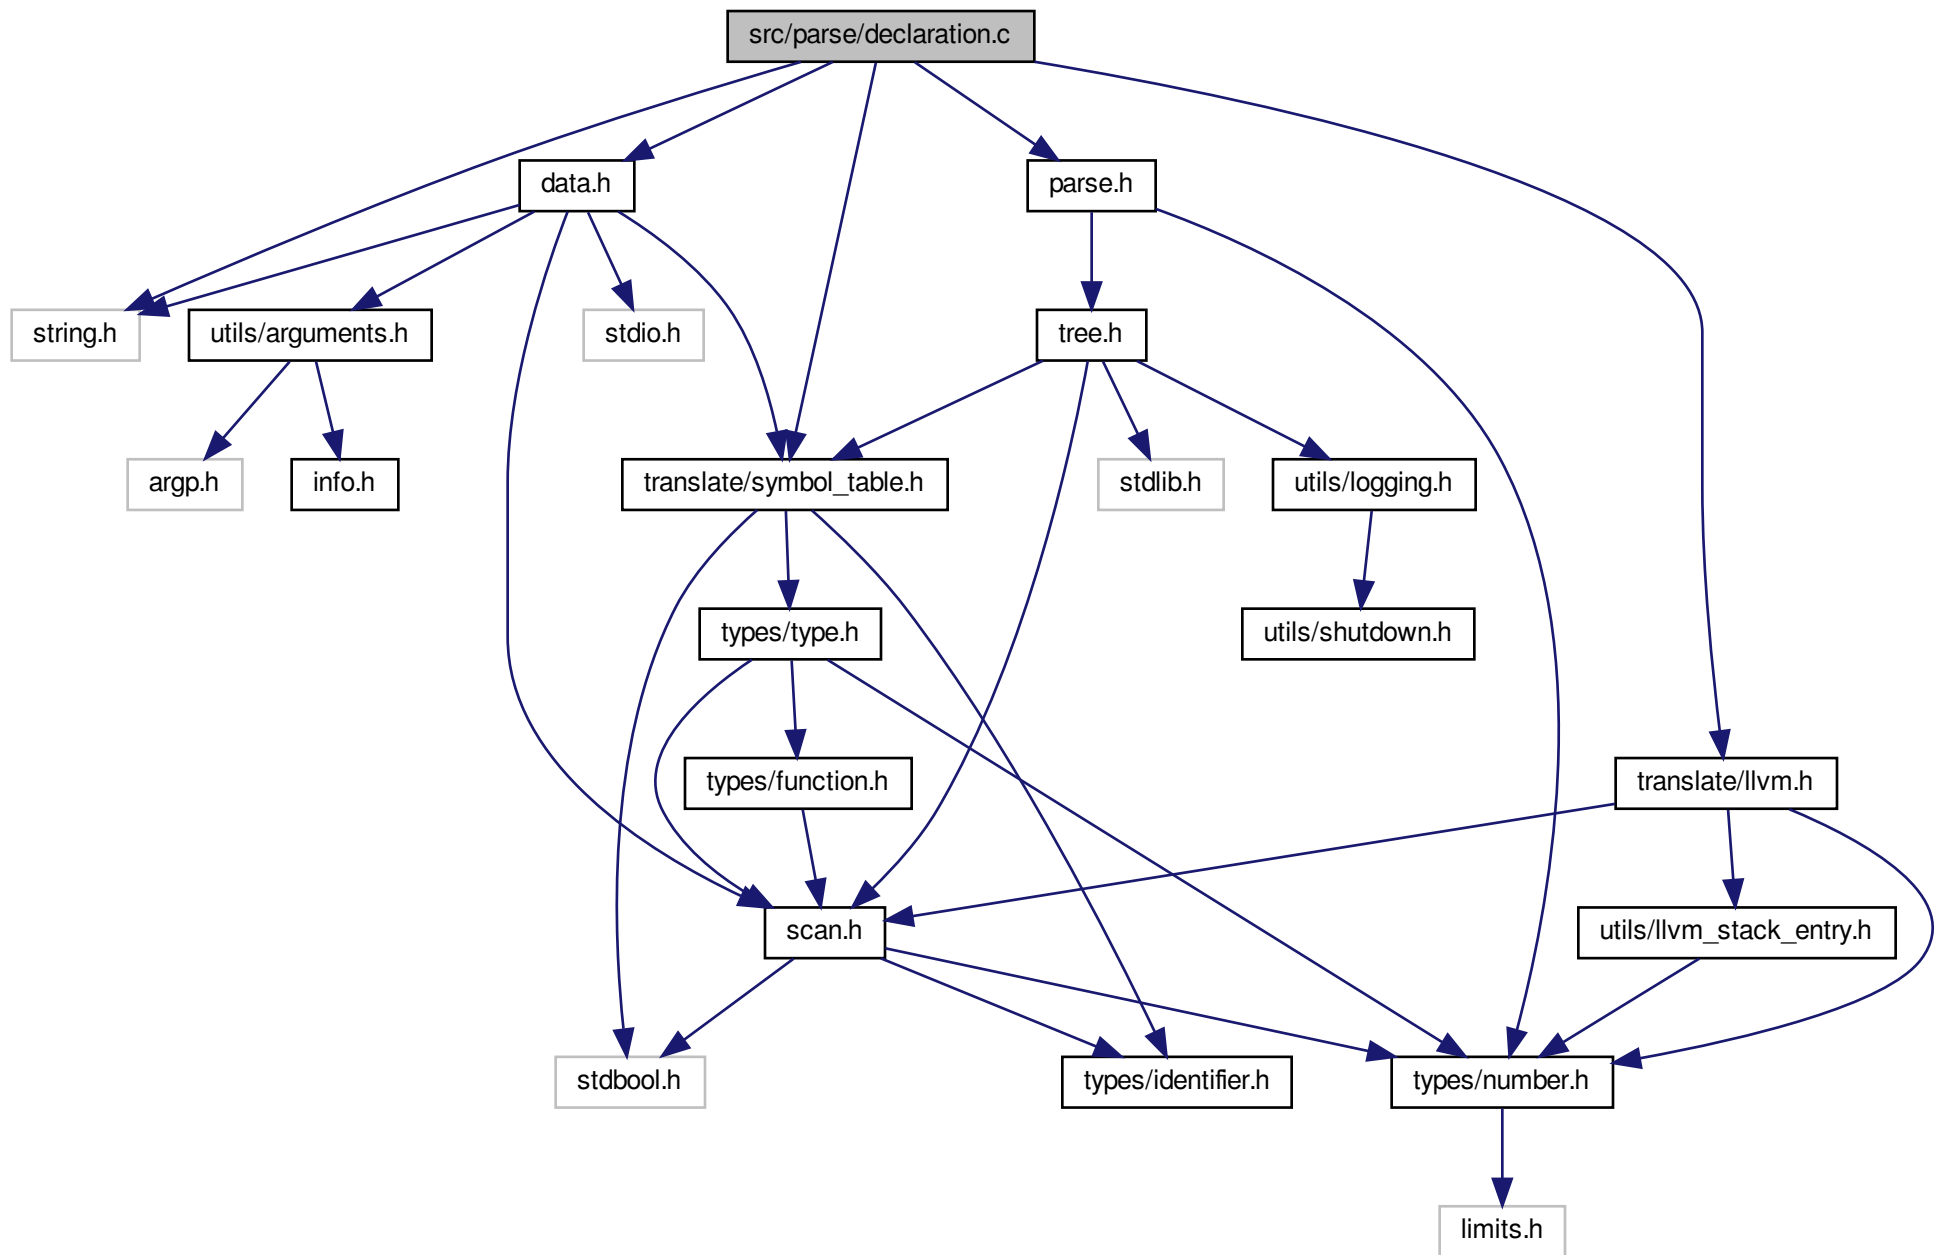 src/parse/declaration.c
data.h
parse.h
string.h
utils/arguments.h
stdio.h
tree.h
argp.h
info.h
translate/symbol_table.h
stdlib.h
utils/logging.h
types/type.h
utils/shutdown.h
types/function.h
translate/llvm.h
scan.h
utils/llvm_stack_entry.h
stdbool.h
types/identifier.h
types/number.h
limits.h